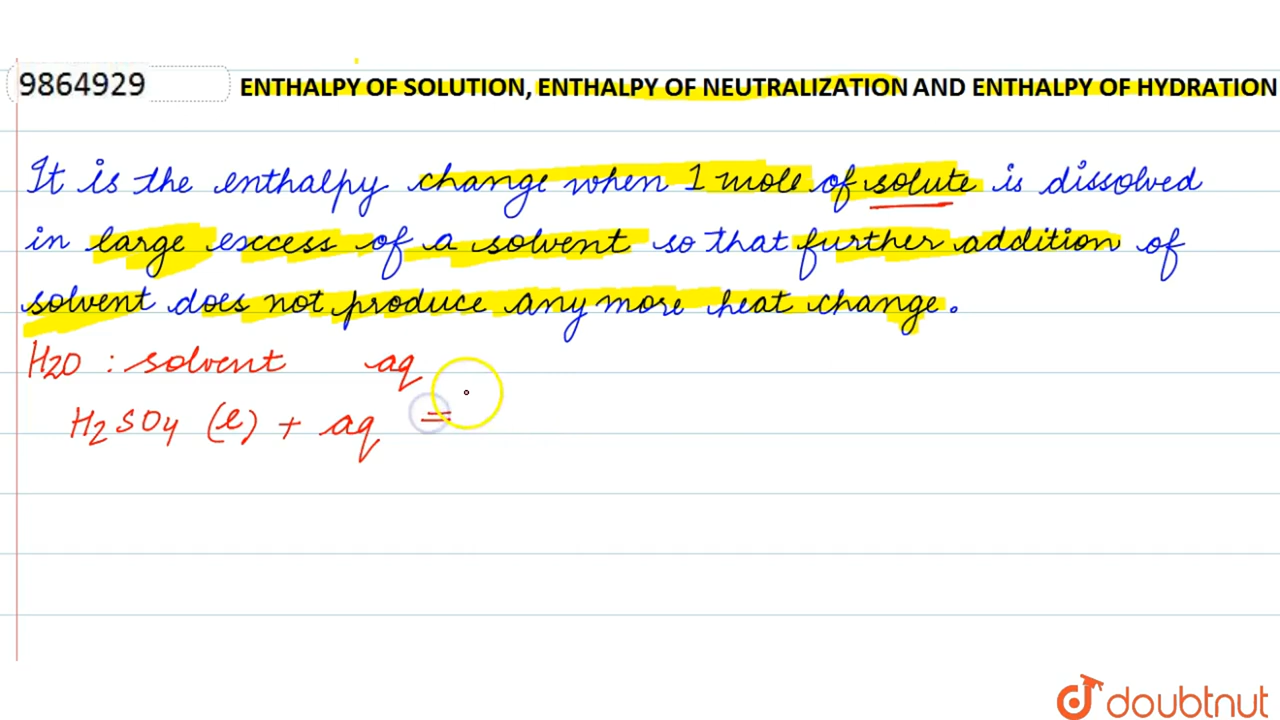 9864929 ENTHALPY OF SOLUTION, ENTHALPY OF NEUTRALIZATION AND ENTHALPY OF HYDRATION
It is the enthalpy change when 1 mole of solute is dissolved
in large excess of a solvent so that further addition of
solvent does not produce any more heat change.
H2O : solvent aq
H2SO4 (l) + aq =
doubtnut